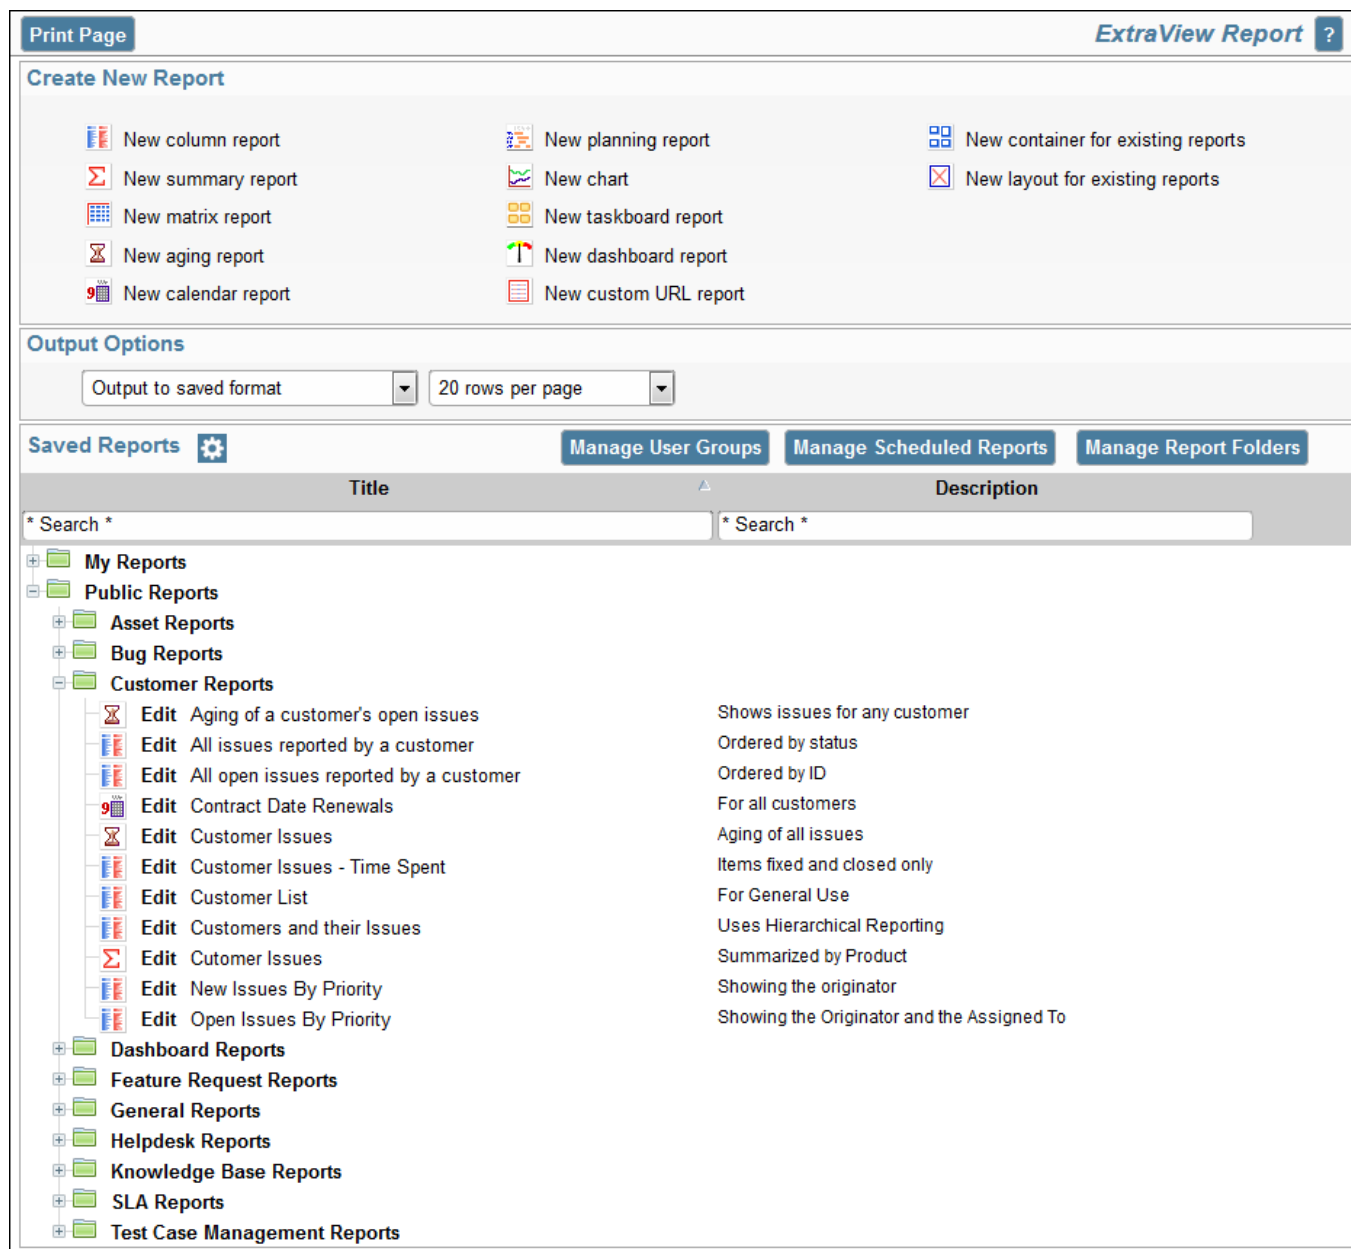 Print Page ExtraView Report ?
Create New Report
New column report New planning report New container for existing reports
New summary report New chart New layout for existing reports
New matrix report New taskboard report
New aging report New dashboard report
New calendar report New custom URL report
Output Options
Output to saved format 20 rows per page
Saved Reports Manage User Groups Manage Scheduled Reports Manage Report Folders
Title Description
* Search * * Search *
My Reports
Public Reports
Asset Reports
Bug Reports
Customer Reports
Edit Aging of a customer's open issues Shows issues for any customer
Edit All issues reported by a customer Ordered by status
Edit All open issues reported by a customer Ordered by ID
Edit Contract Date Renewals For all customers
Edit Customer Issues Aging of all issues
Edit Customer Issues - Time Spent Items fixed and closed only
Edit Customer List For General Use
Edit Customers and their Issues Uses Hierarchical Reporting
Edit Cutomer Issues Summarized by Product
Edit New Issues By Priority Showing the originator
Edit Open Issues By Priority Showing the Originator and the Assigned To
Dashboard Reports
Feature Request Reports
General Reports
Helpdesk Reports
Knowledge Base Reports
SLA Reports
Test Case Management Reports